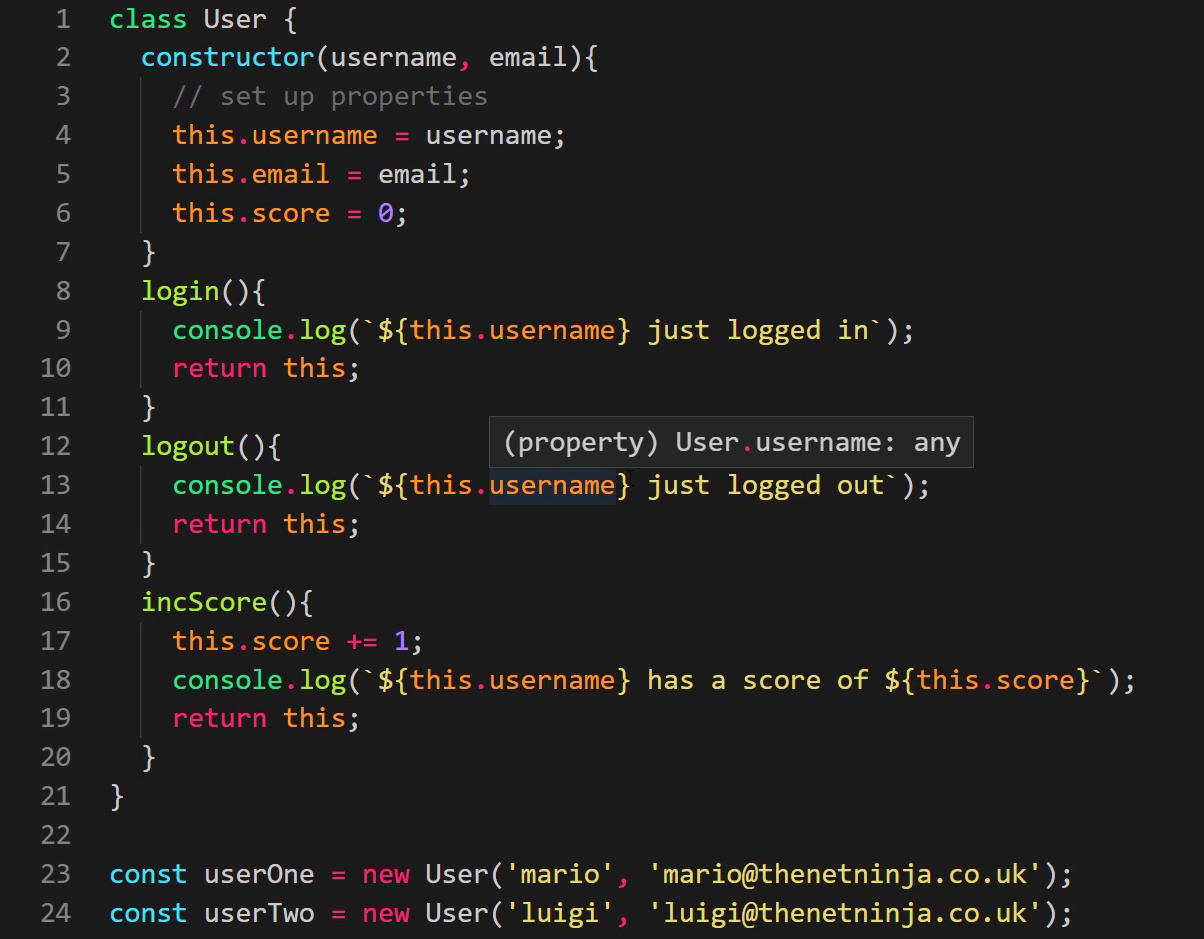 1 class User {
2   constructor(username, email){
3     // set up properties
4     this.username = username;
5     this.email = email;
6     this.score = 0;
7   }
8   login(){
9     console.log(`${this.username} just logged in`);
10     return this;
11   }
12   logout(){
(property) User.username: any
13     console.log(`${this.username} just logged out`);
14     return this;
15   }
16   incScore(){
17     this.score += 1;
18     console.log(`${this.username} has a score of ${this.score}`);
19     return this;
20   }
21 }
22
23 const userOne = new User('mario', 'mario@thenetninja.co.uk');
24 const userTwo = new User('luigi', 'luigi@thenetninja.co.uk');